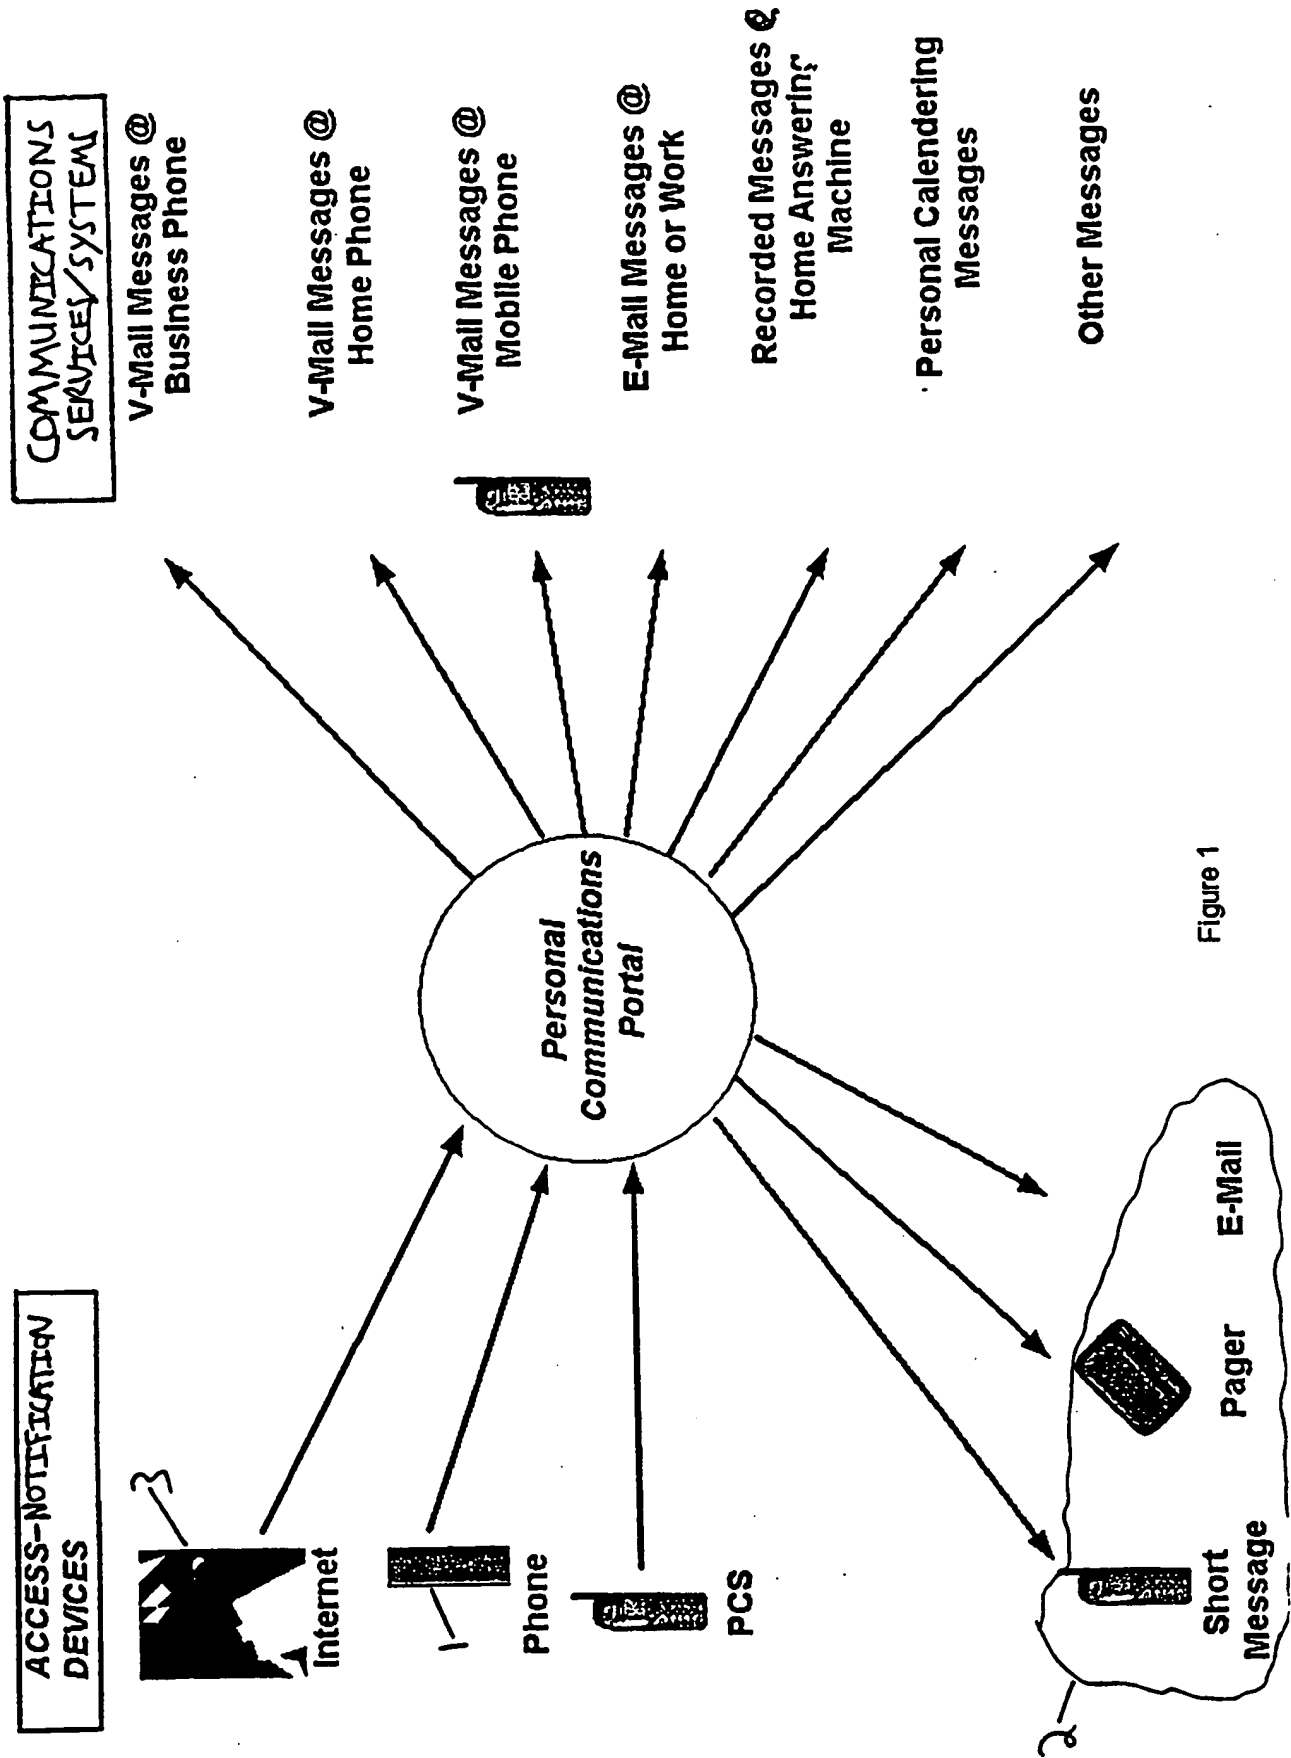 ACCESS-NOTIFICATION
DEVICES
COMMUNICATIONS
SERVICES/SYSTEMS
3
Internet
1
Phone
PCS
2
Short
Message
Pager
E-Mail
Personal
Communications
Portal
V-Mail Messages @
Business Phone
V-Mail Messages @
Home Phone
V-Mail Messages @
Mobile Phone
E-Mail Messages @
Home or Work
Recorded Messages @
Home Answering
Machine
Personal Calendering
Messages
Other Messages
Figure 1